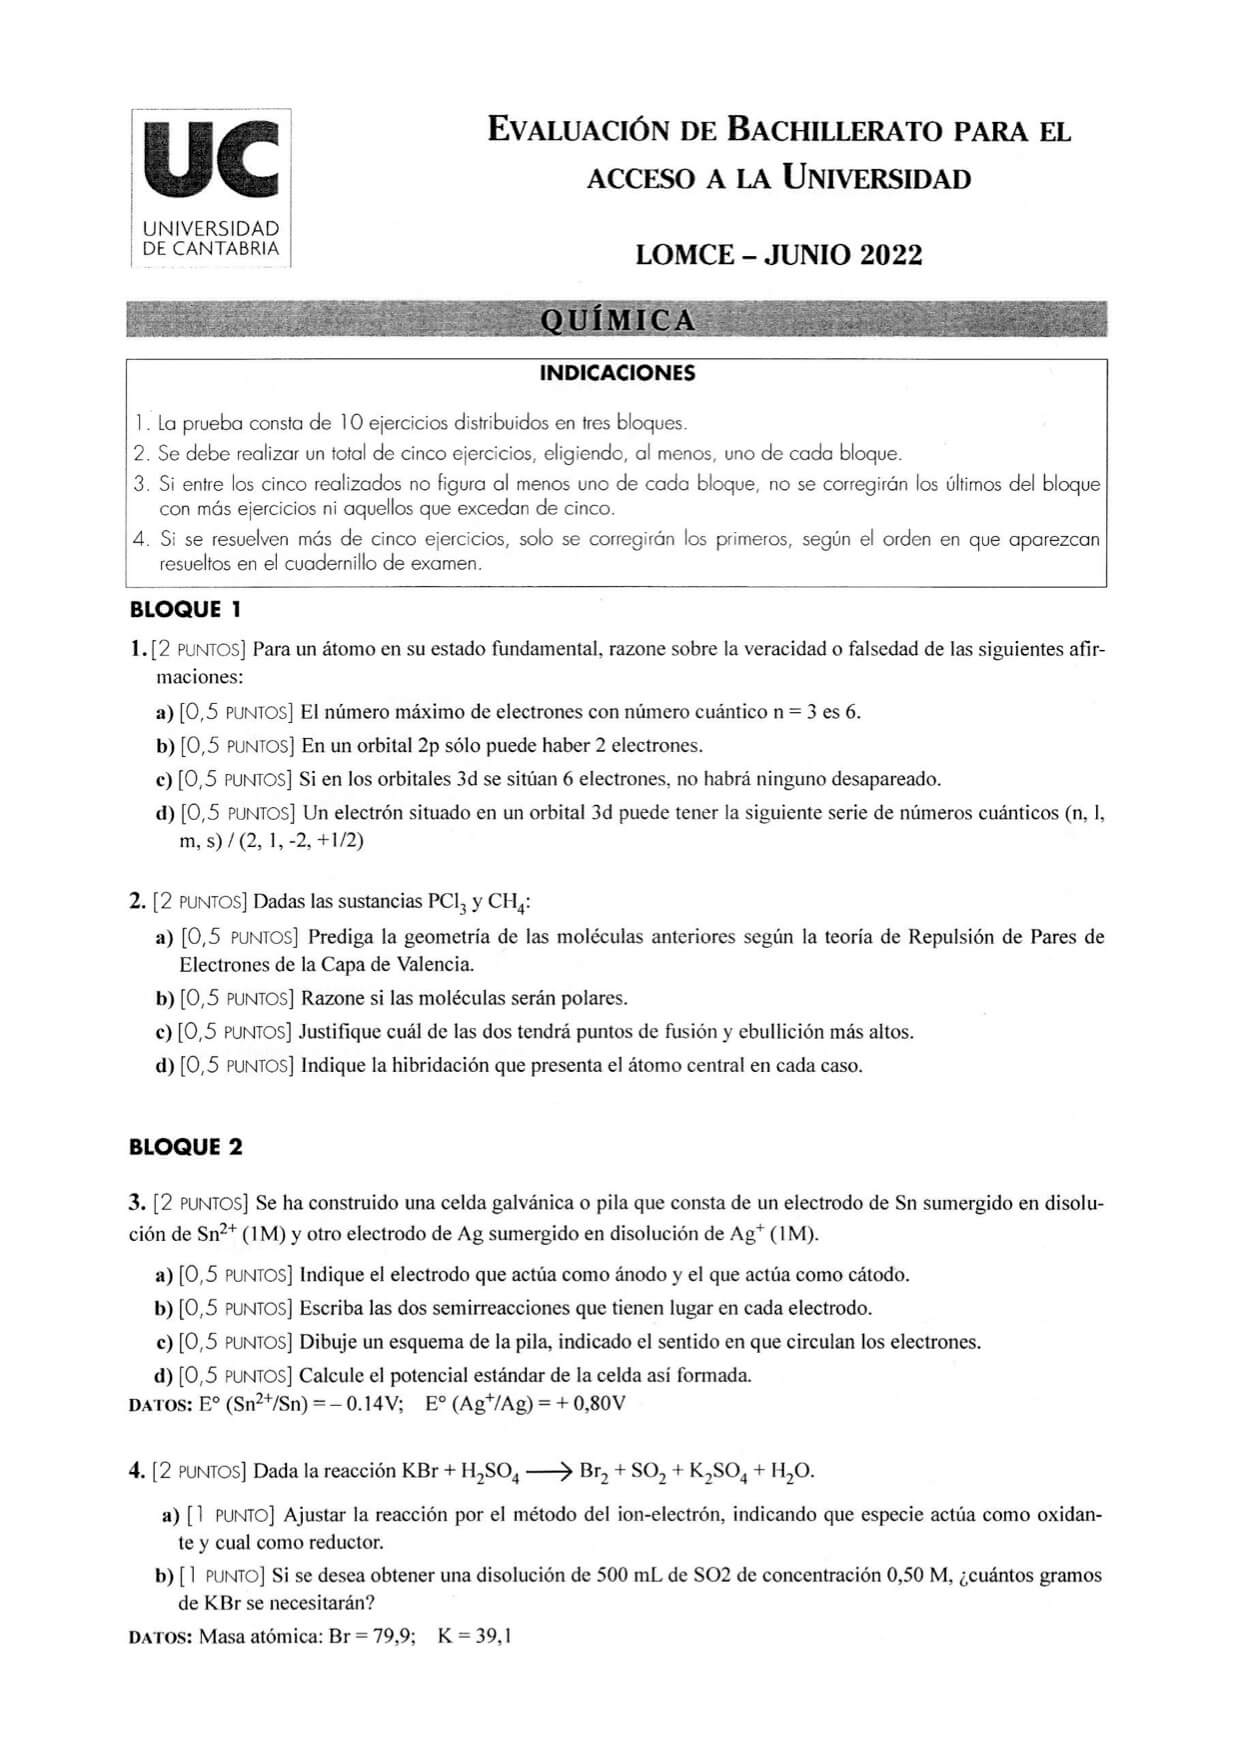 UC
UNIVERSIDAD
DE CANTABRIA
EVALUACIÓN DE BACHILLERATO PARA EL
ACCESO A LA UNIVERSIDAD
LOMCE – JUNIO 2022
QUÍMICA
INDICACIONES
1. La prueba consta de 10 ejercicios distribuidos en tres bloques.
2. Se debe realizar un total de cinco ejercicios, eligiendo, al menos, uno de cada bloque.
3. Si entre los cinco realizados no figura al menos uno de cada bloque, no se corregirán los últimos del bloque
con más ejercicios ni aquellos que excedan de cinco.
4. Si se resuelven más de cinco ejercicios, solo se corregirán los primeros, según el orden en que aparezcan
resueltos en el cuadernillo de examen.
BLOQUE 1
1. [2 PUNTOS] Para un átomo en su estado fundamental, razone sobre la veracidad o falsedad de las siguientes afir-
maciones:
a) [0,5 PUNTOS] El número máximo de electrones con número cuántico n = 3 es 6.
b) [0,5 PUNTOS] En un orbital 2p sólo puede haber 2 electrones.
c) [0,5 PUNTOS] Si en los orbitales 3d se sitúan 6 electrones, no habrá ninguno desapareado.
d) [0,5 PUNTOS] Un electrón situado en un orbital 3d puede tener la siguiente serie de números cuánticos (n, l,
m, s) / (2, 1, -2, +1/2)
2. [2 PUNTOS] Dadas las sustancias PCl₃ y CH₄:
a) [0,5 PUNTOS] Prediga la geometría de las moléculas anteriores según la teoría de Repulsión de Pares de
Electrones de la Capa de Valencia.
b) [0,5 PUNTOS] Razone si las moléculas serán polares.
c) [0,5 PUNTOS] Justifique cuál de las dos tendrá puntos de fusión y ebullición más altos.
d) [0,5 PUNTOS] Indique la hibridación que presenta el átomo central en cada caso.
BLOQUE 2
3. [2 PUNTOS] Se ha construido una celda galvánica o pila que consta de un electrodo de Sn sumergido en disolu-
ción de Sn²⁺ (1M) y otro electrodo de Ag sumergido en disolución de Ag⁺ (1M).
a) [0,5 PUNTOS] Indique el electrodo que actúa como ánodo y el que actúa como cátodo.
b) [0,5 PUNTOS] Escriba las dos semirreacciones que tienen lugar en cada electrodo.
c) [0,5 PUNTOS] Dibuje un esquema de la pila, indicado el sentido en que circulan los electrones.
d) [0,5 PUNTOS] Calcule el potencial estándar de la celda así formada.
DATOS: E° (Sn²⁺/Sn) = – 0.14V; E° (Ag⁺/Ag) = + 0,80V
4. [2 PUNTOS] Dada la reacción KBr + H₂SO₄ ⟶ Br₂ + SO₂ + K₂SO₄ + H₂O.
a) [1 PUNTO] Ajustar la reacción por el método del ion-electrón, indicando que especie actúa como oxidan-
te y cual como reductor.
b) [1 PUNTO] Si se desea obtener una disolución de 500 mL de SO2 de concentración 0,50 M, ¿cuántos gramos
de KBr se necesitarán?
DATOS: Masa atómica: Br = 79,9; K = 39,1